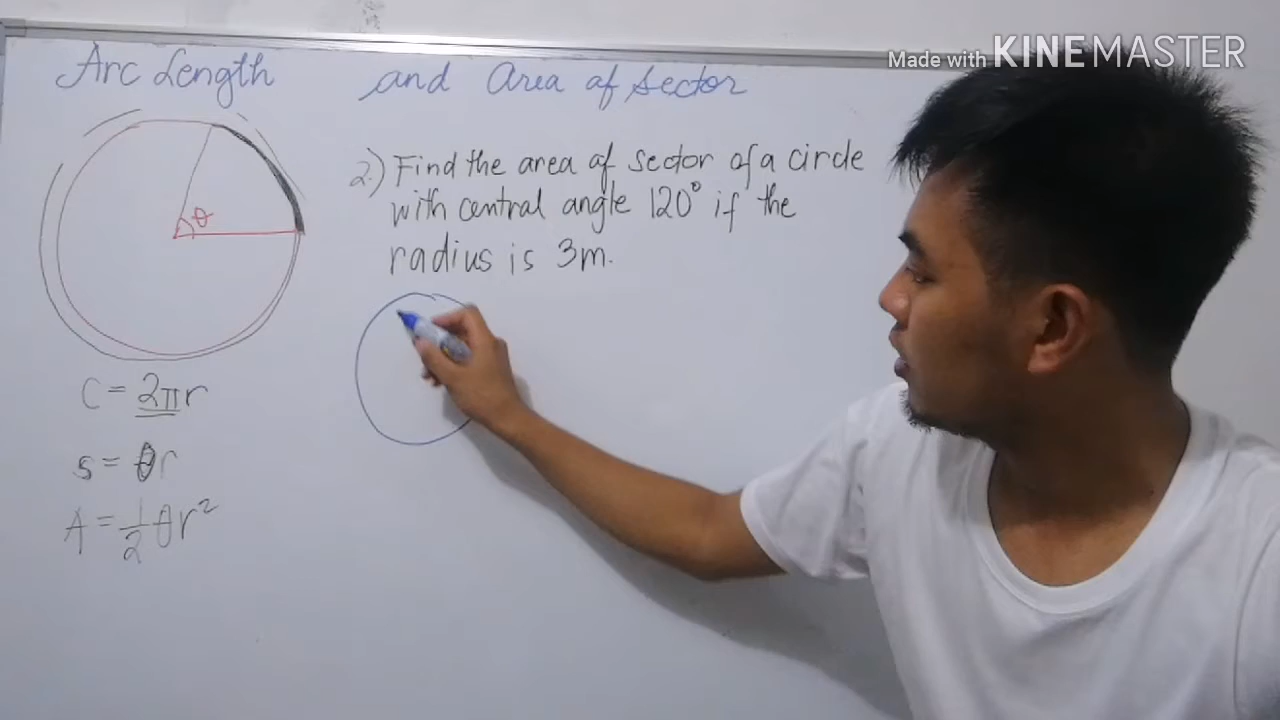 Made with KINEMASTER
Arc Length and Area of Sector
θ
2.) Find the area of sector of a circle
with central angle 120° if the
radius is 3m.
C = 2πr
s = θr
A = 1/2 θr²